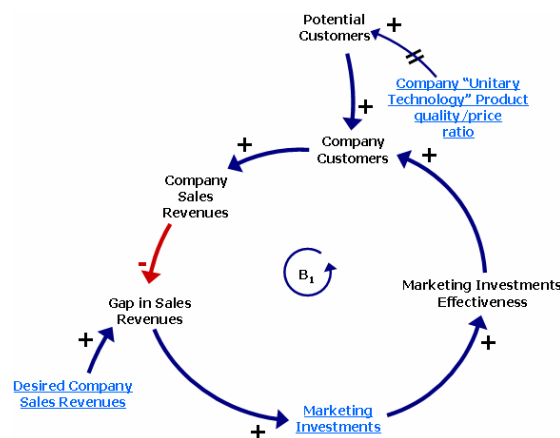 Potential
Customers
+
Company “Unitary
Technology” Product
quality /price
ratio
+
Company
Customers
+
+
Company
Sales
Revenues
-
B1
Marketing Investments
Effectiveness
Gap in Sales
Revenues
+
+
Desired Company
Sales Revenues
Marketing
Investments
+